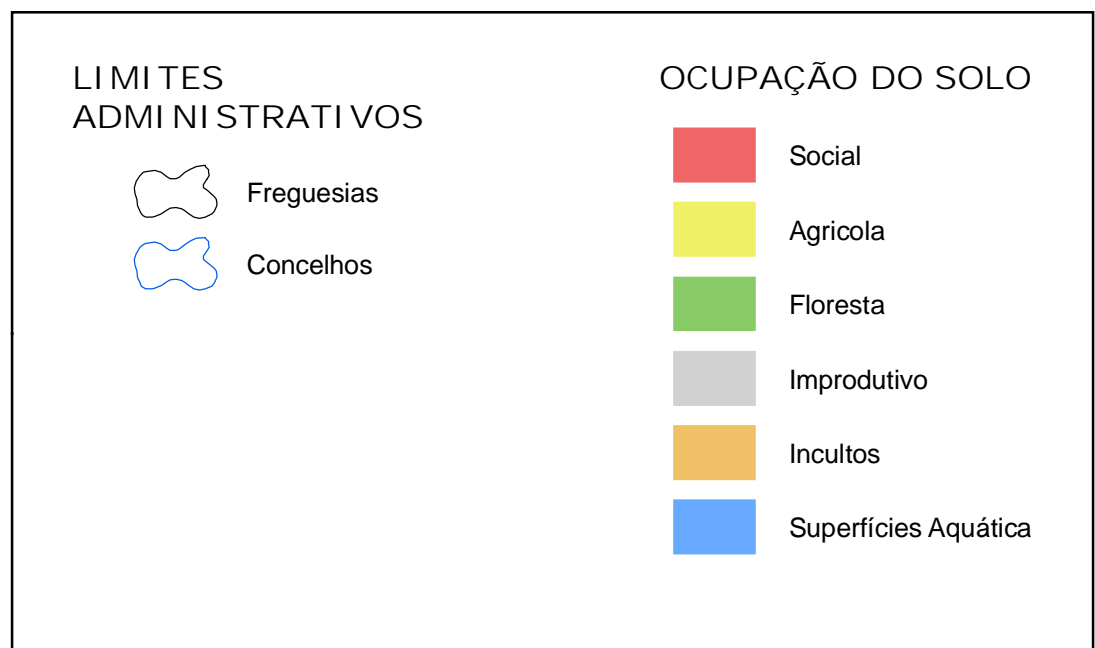 LIMITES
ADMINISTRATIVOS
Freguesias
Concelhos
OCUPAÇÃO DO SOLO
Social
Agricola
Floresta
Improdutivo
Incultos
Superfícies Aquática